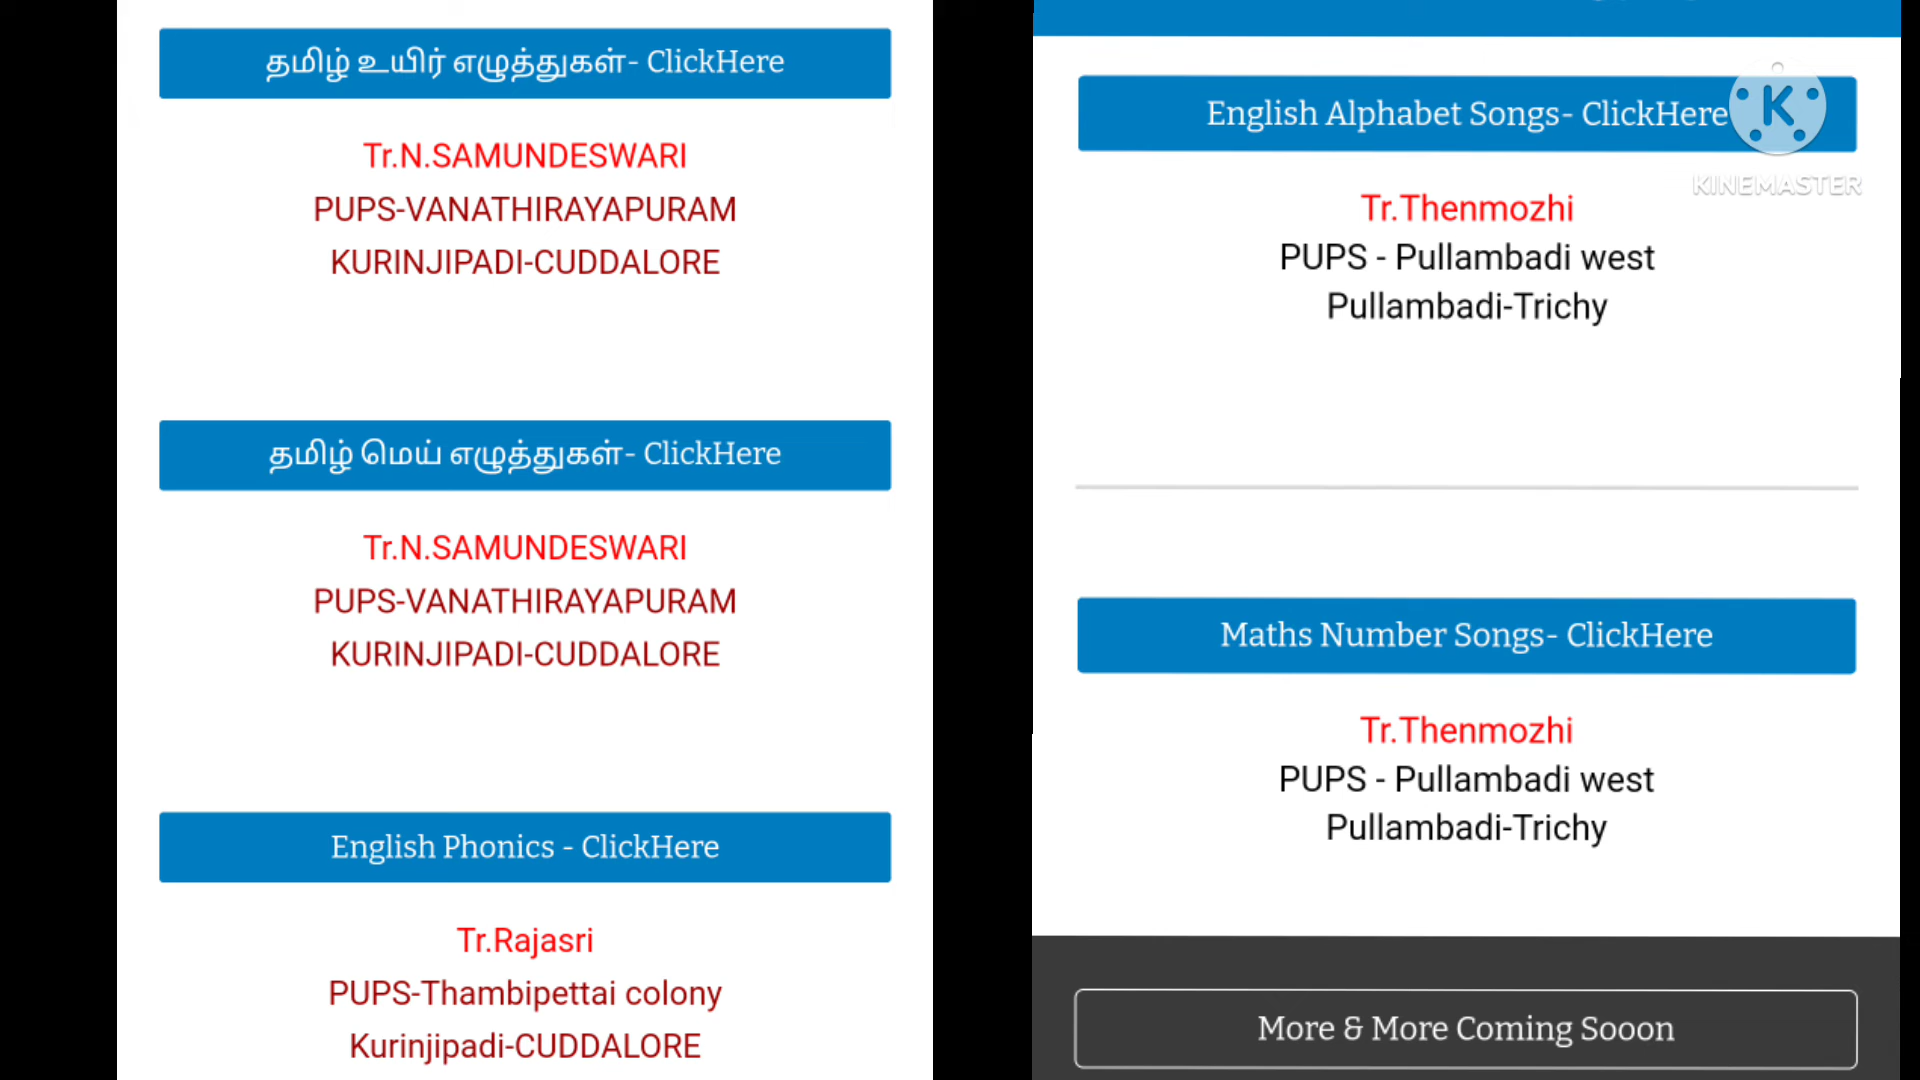 தமிழ் உயிர் எழுத்துகள்- ClickHere
Tr.N.SAMUNDESWARI
PUPS-VANATHIRAYAPURAM
KURINJIPADI-CUDDALORE
தமிழ் மெய் எழுத்துகள்- ClickHere
Tr.N.SAMUNDESWARI
PUPS-VANATHIRAYAPURAM
KURINJIPADI-CUDDALORE
English Phonics - ClickHere
Tr.Rajasri
PUPS-Thambipettai colony
Kurinjipadi-CUDDALORE
English Alphabet Songs- ClickHere
K
KINEMASTER
Tr.Thenmozhi
PUPS - Pullambadi west
Pullambadi-Trichy
Maths Number Songs- ClickHere
Tr.Thenmozhi
PUPS - Pullambadi west
Pullambadi-Trichy
More & More Coming Sooon